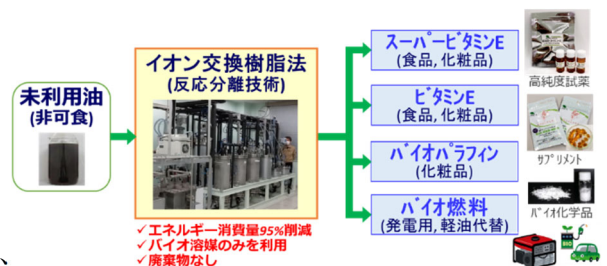 未利用油
(非可食)
イオン交換樹脂法
(反応分離技術)
✓エネルギー消費量95%削減
✓バイオ溶媒のみを利用
✓廃棄物なし
スーパービタミンE
(食品, 化粧品)
ビタミンE
(食品, 化粧品)
バイオパラフィン
(化粧品)
バイオ燃料
(発電用, 軽油代替)
高純度試薬
サプリメント
バイオ化学品
BIO
、